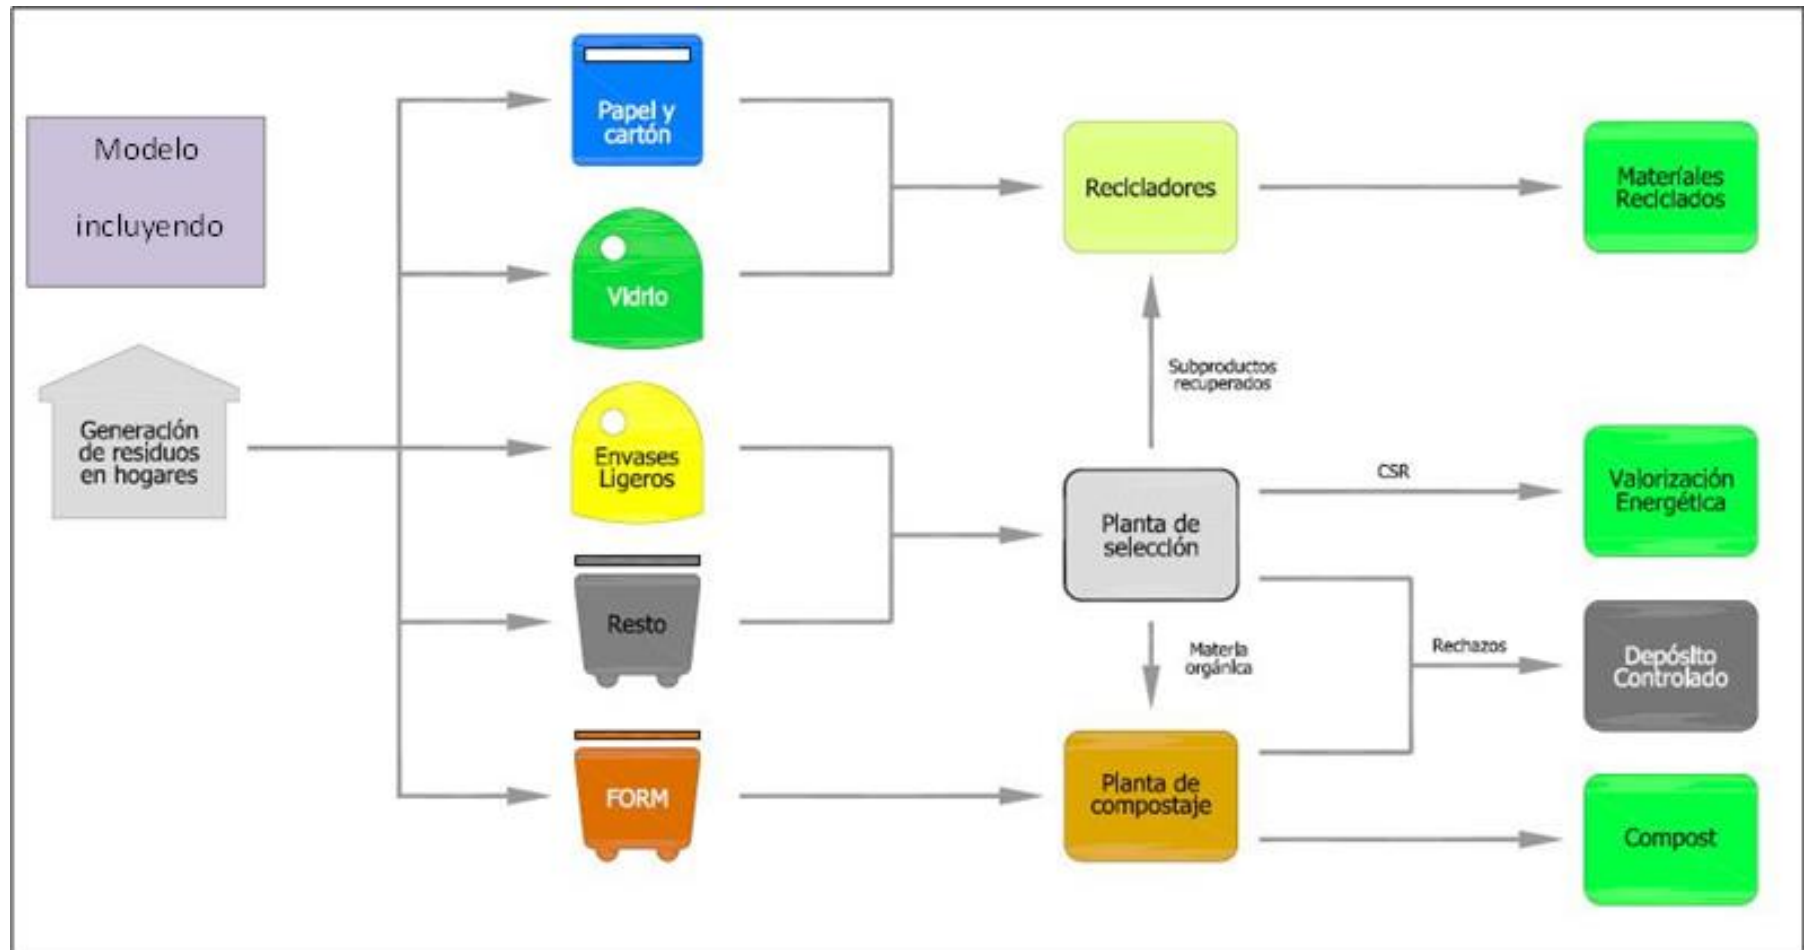 Modelo
incluyendo
Generación
de residuos
en hogares
Papel y
cartón
Vidrio
Envases
Ligeros
Resto
FORM
Recicladores
Subproductos
recuperados
Planta de
selección
Materia
orgánica
Planta de
compostaje
CSR
Rechazos
Materiales
Reciclados
Valorización
Energética
Depósito
Controlado
Compost